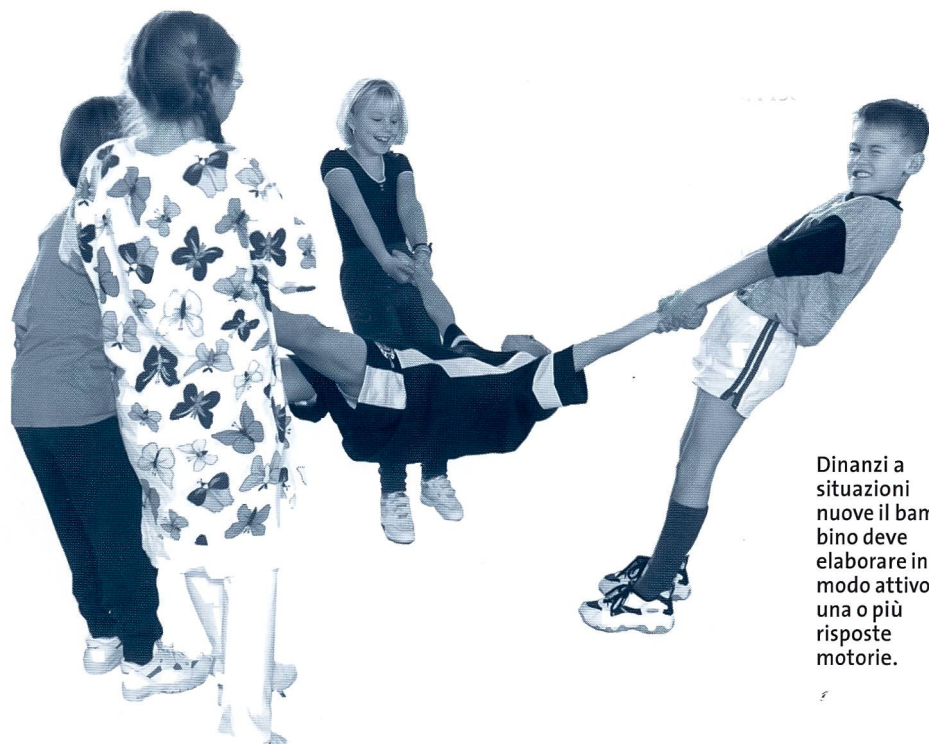 Dinanzi a
situazioni
nuove il bam
bino deve
elaborare in
modo attivo
una o più
risposte
motorie.